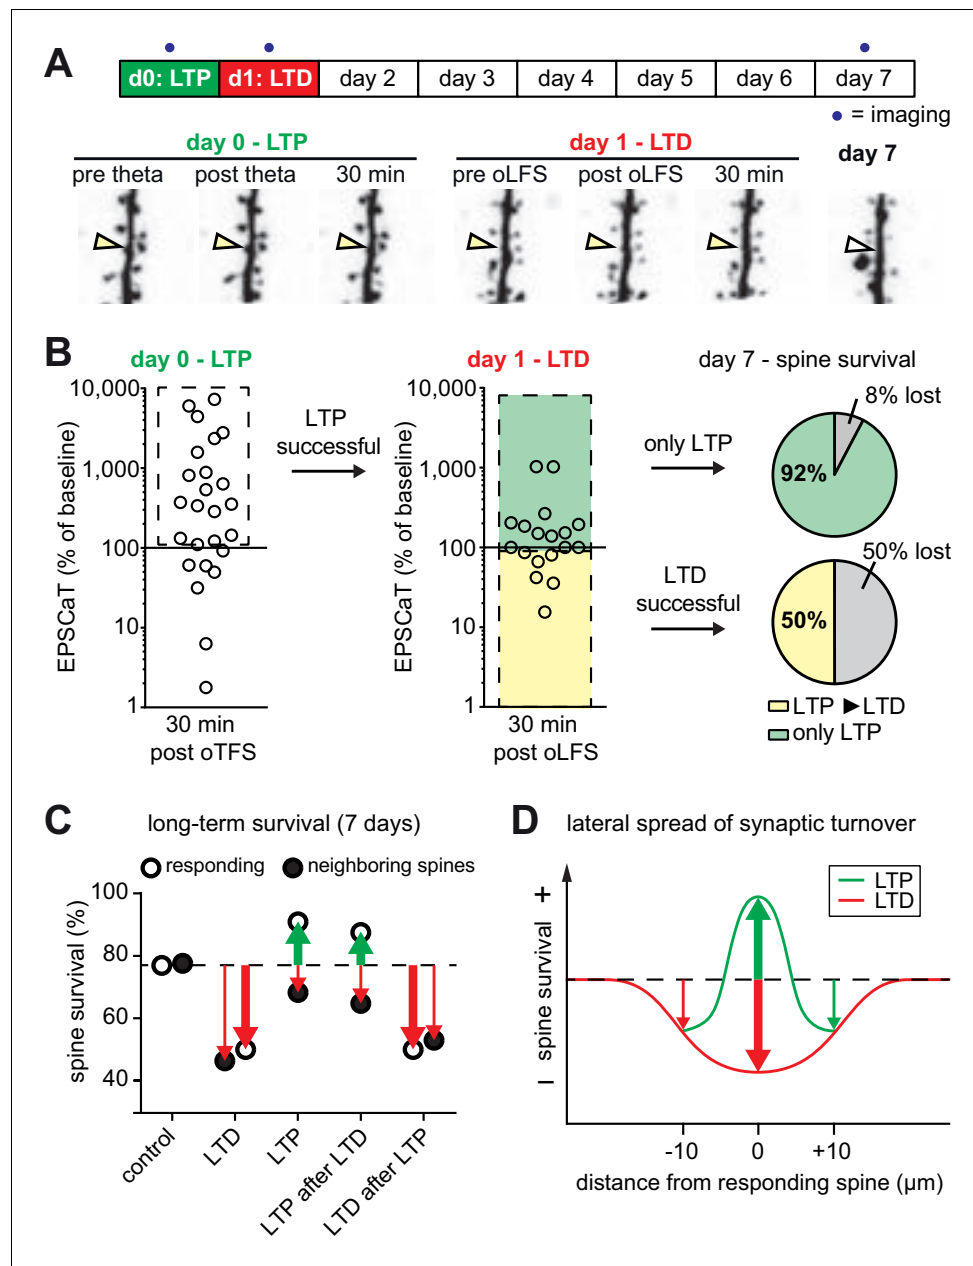 A
d0: LTP d1: LTD day 2 day 3 day 4 day 5 day 6 day 7
= imaging
day 0 - LTP day 1 - LTD day 7
pre theta post theta 30 min pre oLFS post oLFS 30 min
B
day 0 - LTP day 1 - LTD day 7 - spine survival
EPSCaT (% of baseline)
10,000
1,000
100
10
1
30 min
post oTFS
LTP
successful
EPSCaT (% of baseline)
10,000
1,000
100
10
1
30 min
post oLFS
only LTP
LTD
successful
8% lost
92%
50% lost
50%
LTP ►LTD
only LTP
C
long-term survival (7 days)
responding neighboring spines
spine survival (%)
100
80
60
40
control
LTD
LTP
LTP after LTD
LTD after LTP
D
lateral spread of synaptic turnover
LTP
LTD
− spine survival +
-10 0 +10
distance from responding spine (µm)